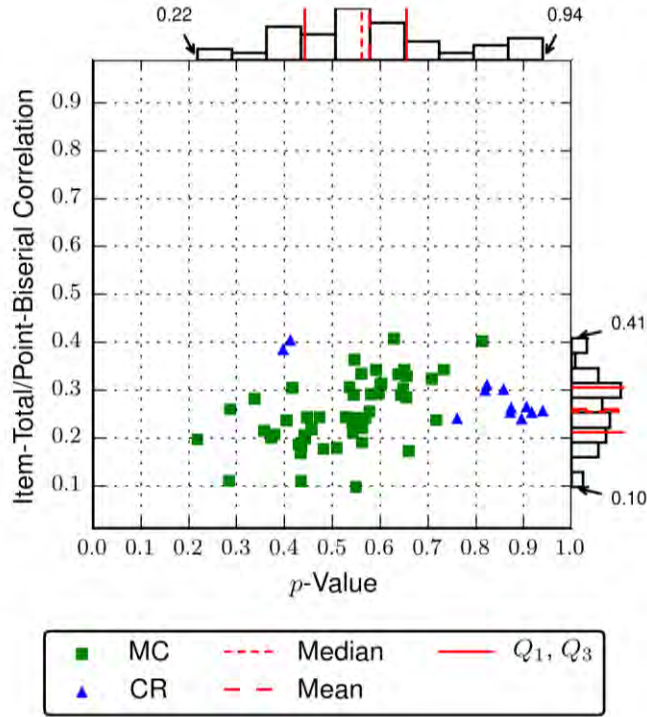 0.22
0.94
Item-Total/Point-Biserial Correlation
0.9
0.8
0.7
0.6
0.5
0.4
0.3
0.2
0.1
0.41
0.10
0.0 0.1 0.2 0.3 0.4 0.5 0.6 0.7 0.8 0.9 1.0
p-Value
MC Median Q1, Q3
CR Mean